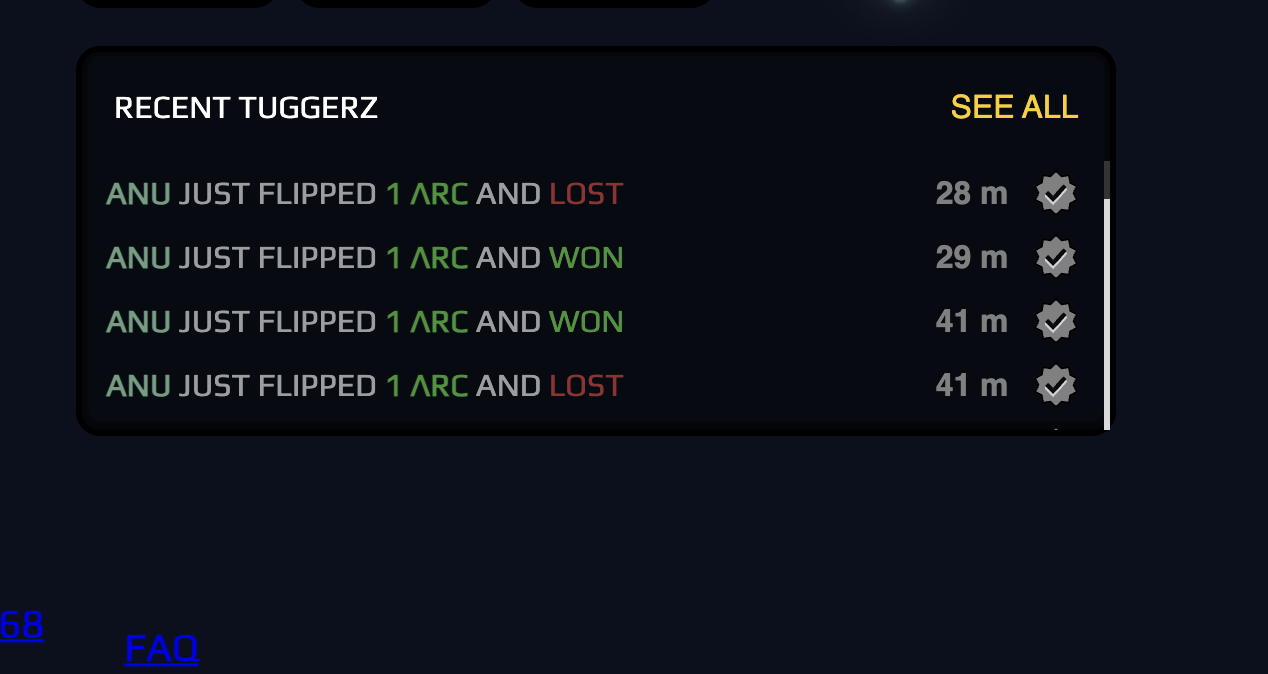 RECENT TUGGERZ SEE ALL
ANU JUST FLIPPED 1 ΛRC AND LOST 28 m
ANU JUST FLIPPED 1 ΛRC AND WON 29 m
ANU JUST FLIPPED 1 ΛRC AND WON 41 m
ANU JUST FLIPPED 1 ΛRC AND LOST 41 m
68
FAQ